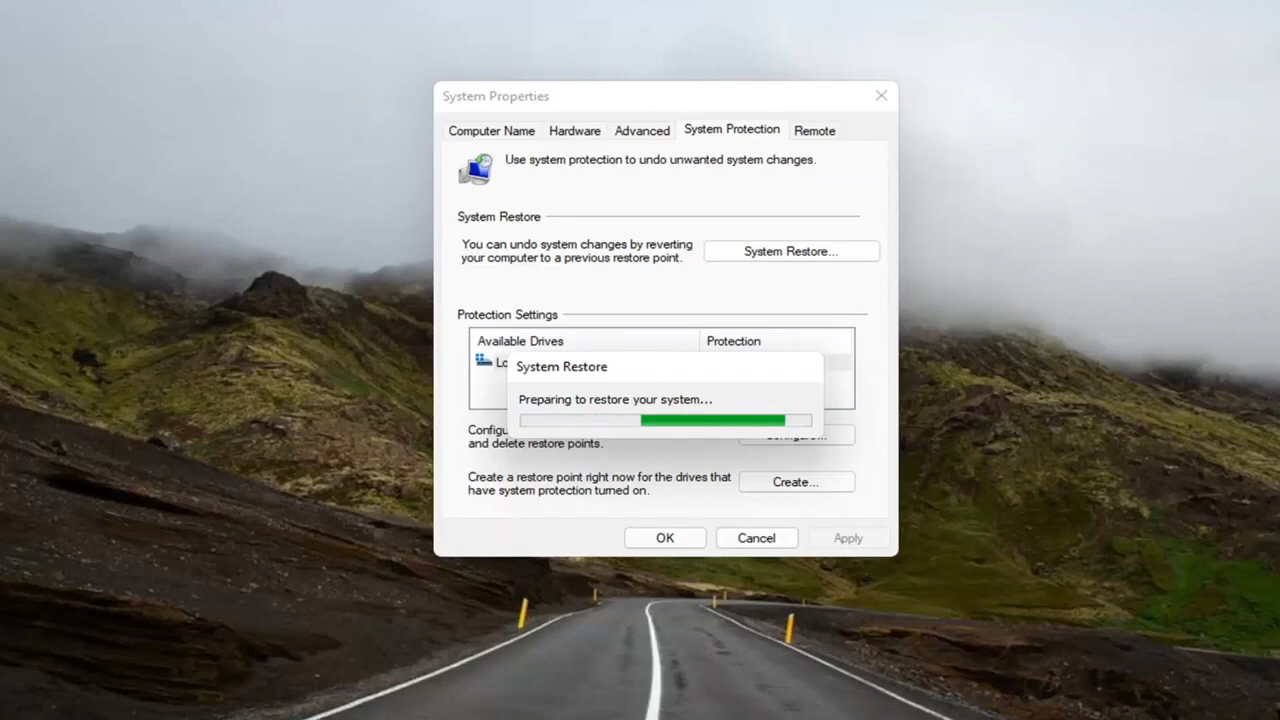 System Properties
Computer Name
Hardware
Advanced
System Protection
Remote
Use system protection to undo unwanted system changes.
System Restore
You can undo system changes by reverting
your computer to a previous restore point.
System Restore...
Protection Settings
Available Drives
Protection
System Restore
Preparing to restore your system...
and delete restore points.
Create a restore point right now for the drives that
have system protection turned on.
Create...
OK
Cancel
Apply